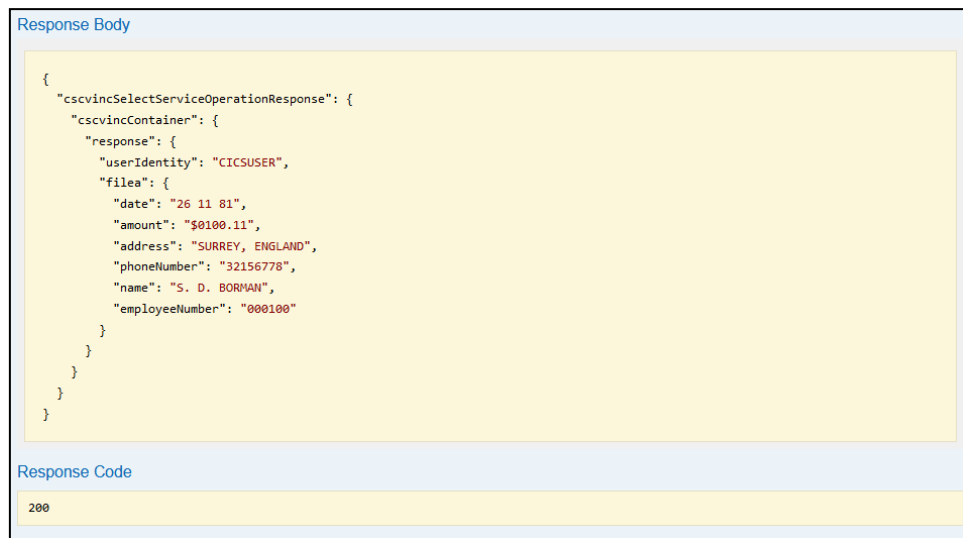 Response Body
{
"cscvincSelectServiceOperationResponse": {
"cscvincContainer": {
"response": {
"userIdentity": "CICSUSER",
"filea": {
"date": "26 11 81",
"amount": "$0100.11",
"address": "SURREY, ENGLAND",
"phoneNumber": "32156778",
"name": "S. D. BORMAN",
"employeeNumber": "000100"
}
}
}
}
}
Response Code
200